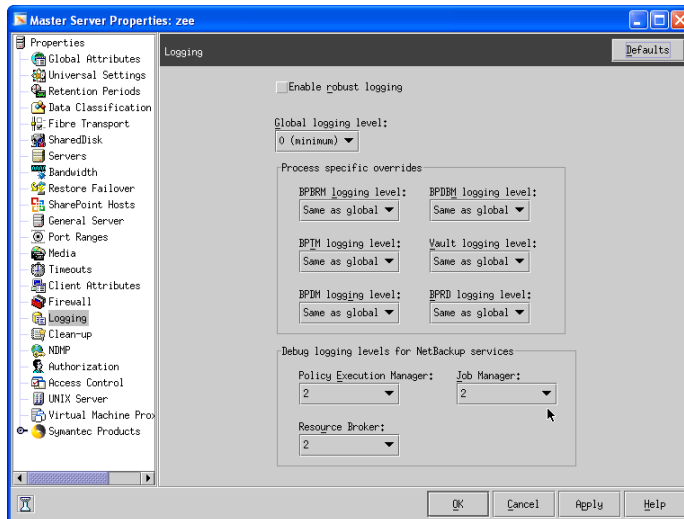 Master Server Properties: zee
Properties
Global Attributes
Universal Settings
Retention Periods
Data Classification
Fibre Transport
SharedDisk
Servers
Bandwidth
Restore Failover
SharePoint Hosts
General Server
Port Ranges
Media
Timeouts
Client Attributes
Firewall
Logging
Clean-up
NDMP
Authorization
Access Control
UNIX Server
Virtual Machine Prox
Symantec Products
Logging
Defaults
Enable robust logging
Global logging level:
0 (minimum)
Process specific overrides
BPBRM logging level: BPDBM logging level:
Same as global Same as global
BPTM logging level: Vault logging level:
Same as global Same as global
BPDM logging level: BPRD logging level:
Same as global Same as global
Debug logging levels for NetBackup services
Policy Execution Manager: Job Manager:
2 2
Resource Broker:
2
OK Cancel Apply Help